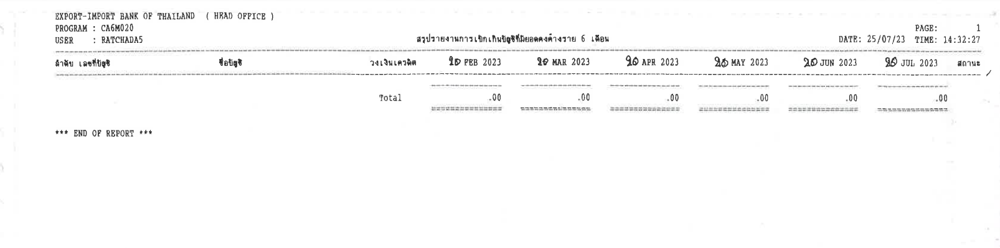 EXPORT-IMPORT BANK OF THAILAND ( HEAD OFFICE )
PROGRAM : CA6M020 PAGE: 1
USER : RATCHADA5 สรุปรายงานการเบิกเกินบัญชีที่มียอดคงค้างราย 6 เดือน DATE: 25/07/23 TIME: 14:32:27
ลำดับ เลขที่บัญชี ชื่อบัญชี วงเงินเครดิต 20 FEB 2023 20 MAR 2023 20 APR 2023 20 MAY 2023 20 JUN 2023 20 JUL 2023 สถานะ
Total .00 .00 .00 .00 .00 .00
*** END OF REPORT ***